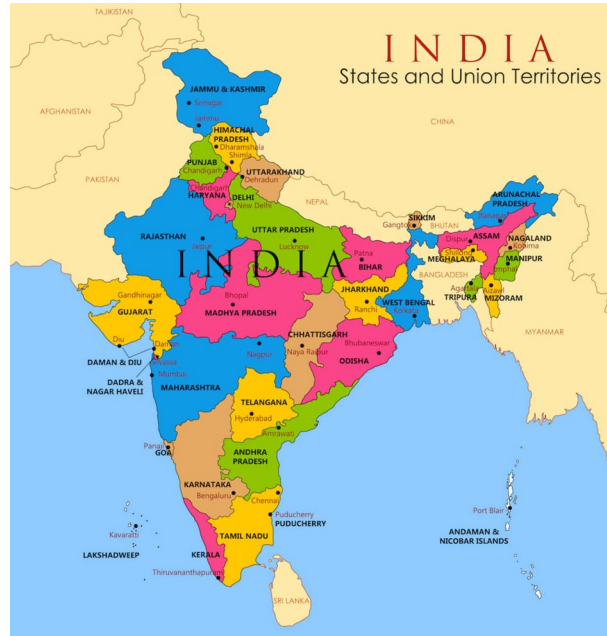 TAJIKISTAN
INDIA
States and Union Territories
AFGHANISTAN
CHINA
PAKISTAN
NEPAL
BHUTAN
BANGLADESH
MYANMAR
SRI LANKA
INDIA
JAMMU & KASHMIR
Srinagar
Jammu
HIMACHAL
PRADESH
Dharamshala
Shimla
PUNJAB
Chandigarh
UTTARAKHAND
Dehradun
Chandigarh
HARYANA
DELHI
New Delhi
ARUNACHAL
PRADESH
Itanagar
RAJASTHAN
Jaipur
UTTAR PRADESH
Lucknow
SIKKIM
Gangtok
ASSAM
Dispur
NAGALAND
Kohima
Patna
BIHAR
Shillong
MEGHALAYA
MANIPUR
Imphal
Gandhinagar
GUJARAT
Bhopal
MADHYA PRADESH
JHARKHAND
Ranchi
WEST BENGAL
Kolkata
Agartala
TRIPURA
Aizawl
MIZORAM
Diu
Daman
DAMAN & DIU
Silvassa
DADRA &
NAGAR HAVELI
Mumbai
MAHARASHTRA
Nagpur
CHHATTISGARH
Naya Raipur
Bhubaneswar
ODISHA
TELANGANA
Hyderabad
Amrawati
ANDHRA
PRADESH
Panaji
GOA
KARNATAKA
Bengaluru
Chennai
Puducherry
PUDUCHERRY
TAMIL NADU
KERALA
Thiruvananthapuram
Kavaratti
LAKSHADWEEP
Port Blair
ANDAMAN &
NICOBAR ISLANDS